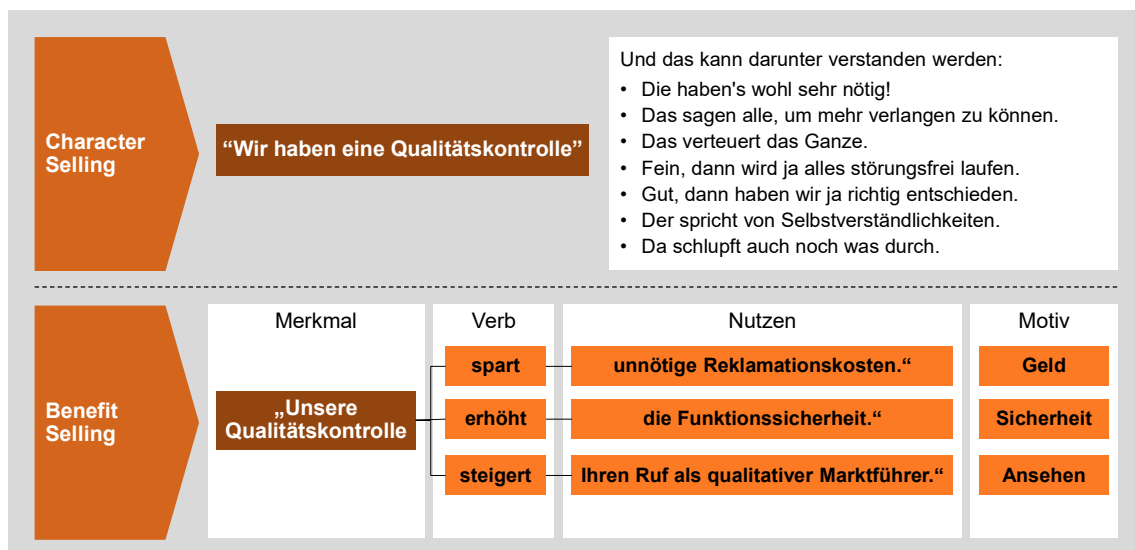 Character
Selling
“Wir haben eine Qualitätskontrolle”
Und das kann darunter verstanden werden:
• Die haben's wohl sehr nötig!
• Das sagen alle, um mehr verlangen zu können.
• Das verteuert das Ganze.
• Fein, dann wird ja alles störungsfrei laufen.
• Gut, dann haben wir ja richtig entschieden.
• Der spricht von Selbstverständlichkeiten.
• Da schlupft auch noch was durch.
Benefit
Selling
Merkmal
Verb
Nutzen
Motiv
„Unsere
Qualitätskontrolle
spart
unnötige Reklamationskosten.“
Geld
erhöht
die Funktionssicherheit.“
Sicherheit
steigert
Ihren Ruf als qualitativer Marktführer.“
Ansehen